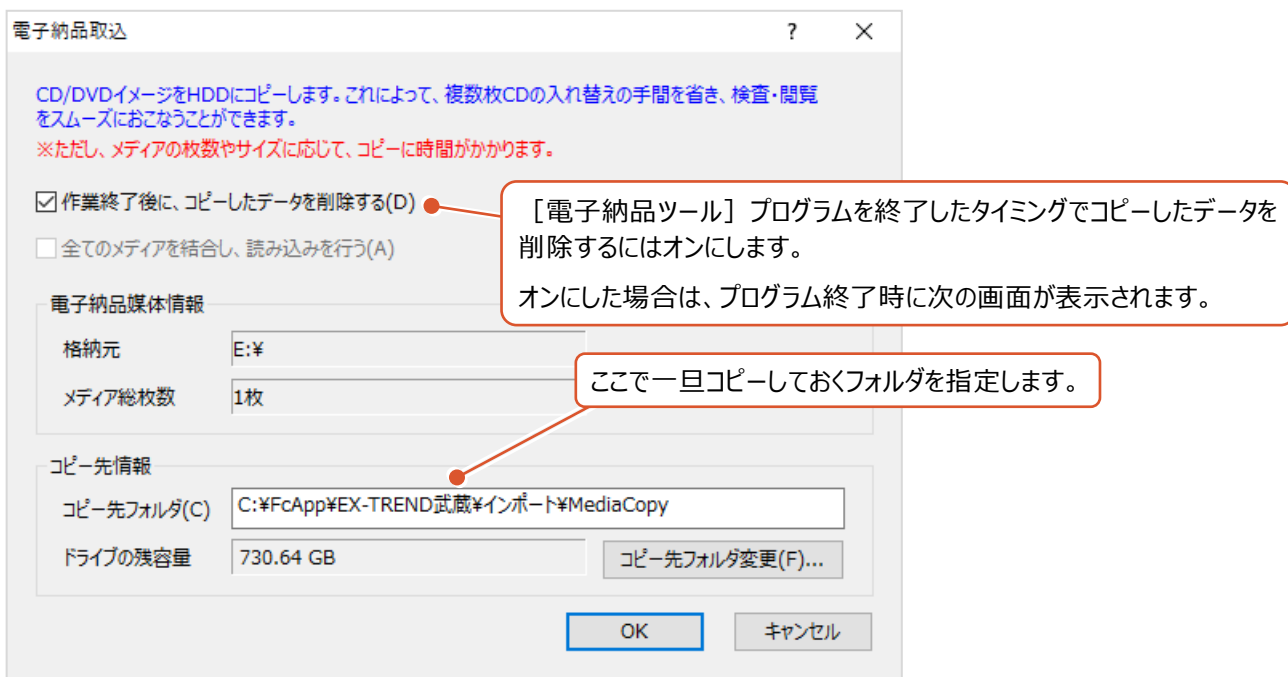 電子納品取込
?
×
CD/DVDイメージをHDDにコピーします。これによって、複数枚CDの入れ替えの手間を省き、検査・閲覧
をスムーズにおこなうことができます。
※ただし、メディアの枚数やサイズに応じて、コピーに時間がかかります。
作業終了後に、コピーしたデータを削除する(D)
［電子納品ツール］プログラムを終了したタイミングでコピーしたデータを
削除するにはオンにします。
オンにした場合は、プログラム終了時に次の画面が表示されます。
全てのメディアを結合し、読み込みを行う(A)
電子納品媒体情報
格納元 E:¥
ここで一旦コピーしておくフォルダを指定します。
メディア総枚数 1枚
コピー先情報
コピー先フォルダ(C) C:¥FcApp¥EX-TREND武蔵¥インポート¥MediaCopy
ドライブの残容量 730.64 GB コピー先フォルダ変更(F)...
OK キャンセル